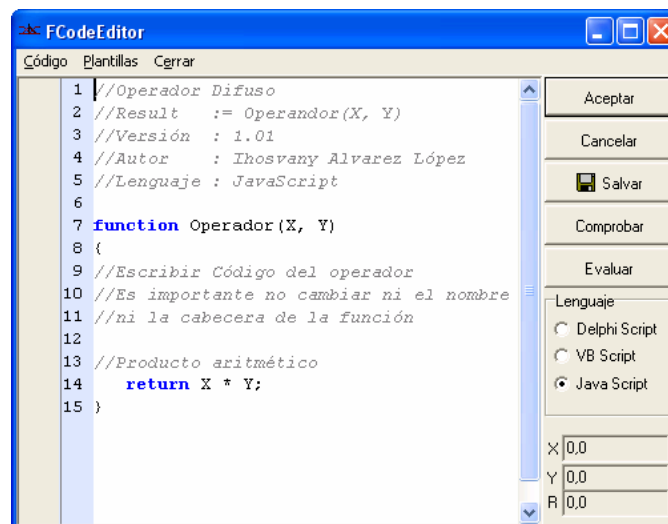 FCodeEditor
Código Plantillas Cerrar
1 //Operador Difuso
2 //Result := Operandor(X, Y)
3 //Versión : 1.01
4 //Autor : Ihosvany Alvarez López
5 //Lenguaje : JavaScript
6
7 function Operador(X, Y)
8 {
9 //Escribir Código del operador
10 //Es importante no cambiar ni el nombre
11 //ni la cabecera de la función
12
13 //Producto aritmético
14 return X * Y;
15 }
Aceptar
Cancelar
Salvar
Comprobar
Evaluar
Lenguaje
Delphi Script
VB Script
Java Script
X 0,0
Y 0,0
R 0,0